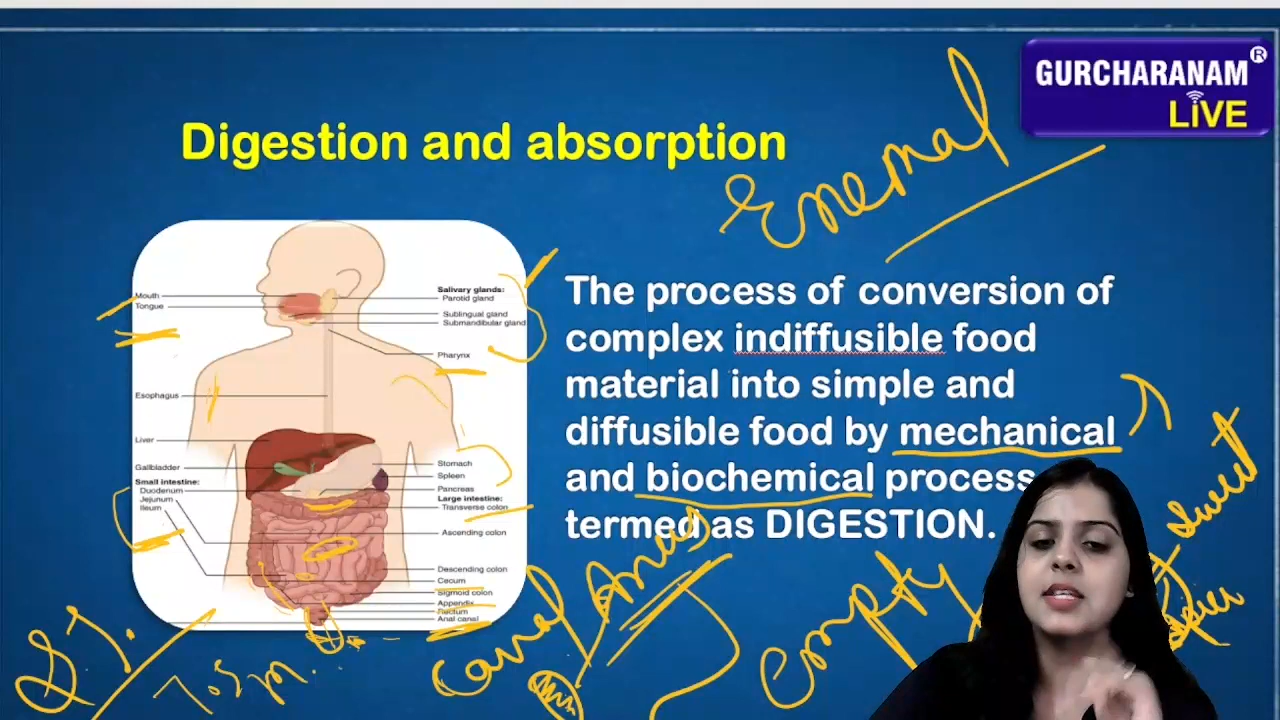 GURCHARANAM®
LiVE
Digestion and absorption
Enemal
The process of conversion of
complex indiffusible food
material into simple and
diffusible food by mechanical
and biochemical process
termed as DIGESTION.
Mouth
Tongue
Esophagus
Liver
Gallbladder
Small intestine:
Duodenum
Jejunum
Ileum
Salivary glands:
Parotid gland
Sublingual gland
Submandibular gland
Pharynx
Stomach
Spleen
Pancreas
Large intestine:
Transverse colon
Ascending colon
Descending colon
Cecum
Sigmoid colon
Appendix
Rectum
Anal canal
S.I.
Canal
Anus
Empty